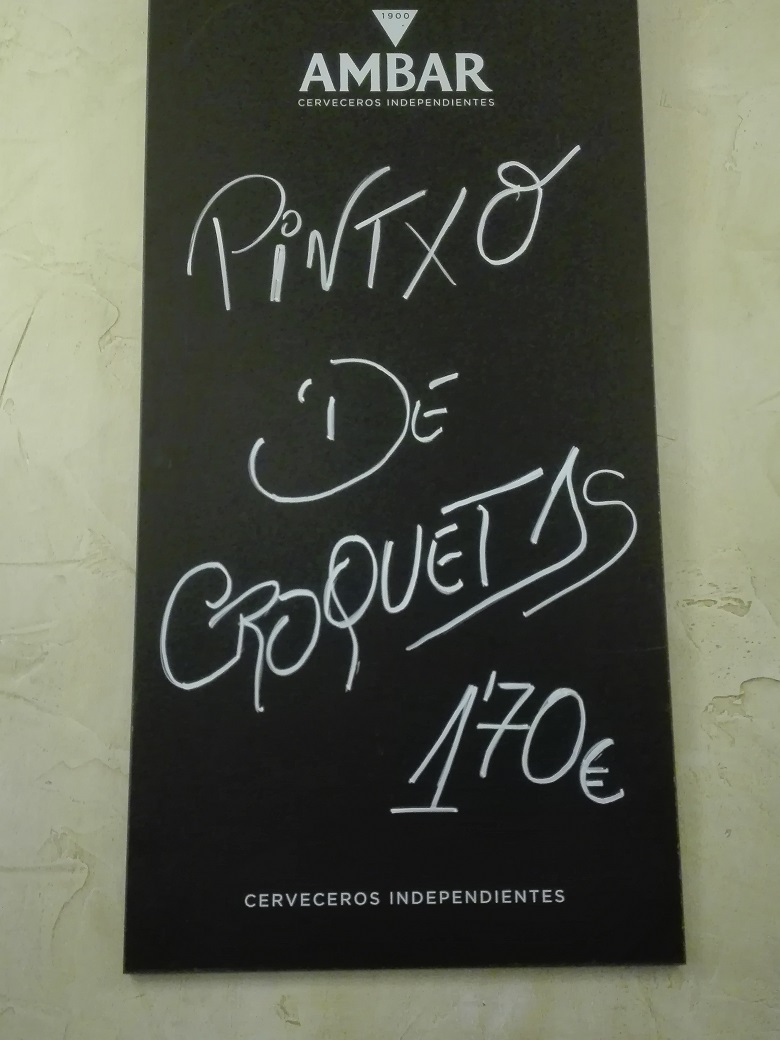 1900
AMBAR
CERVECEROS INDEPENDIENTES
PiNTXO
DE
CROQUETAS
1'70€
CERVECEROS INDEPENDIENTES